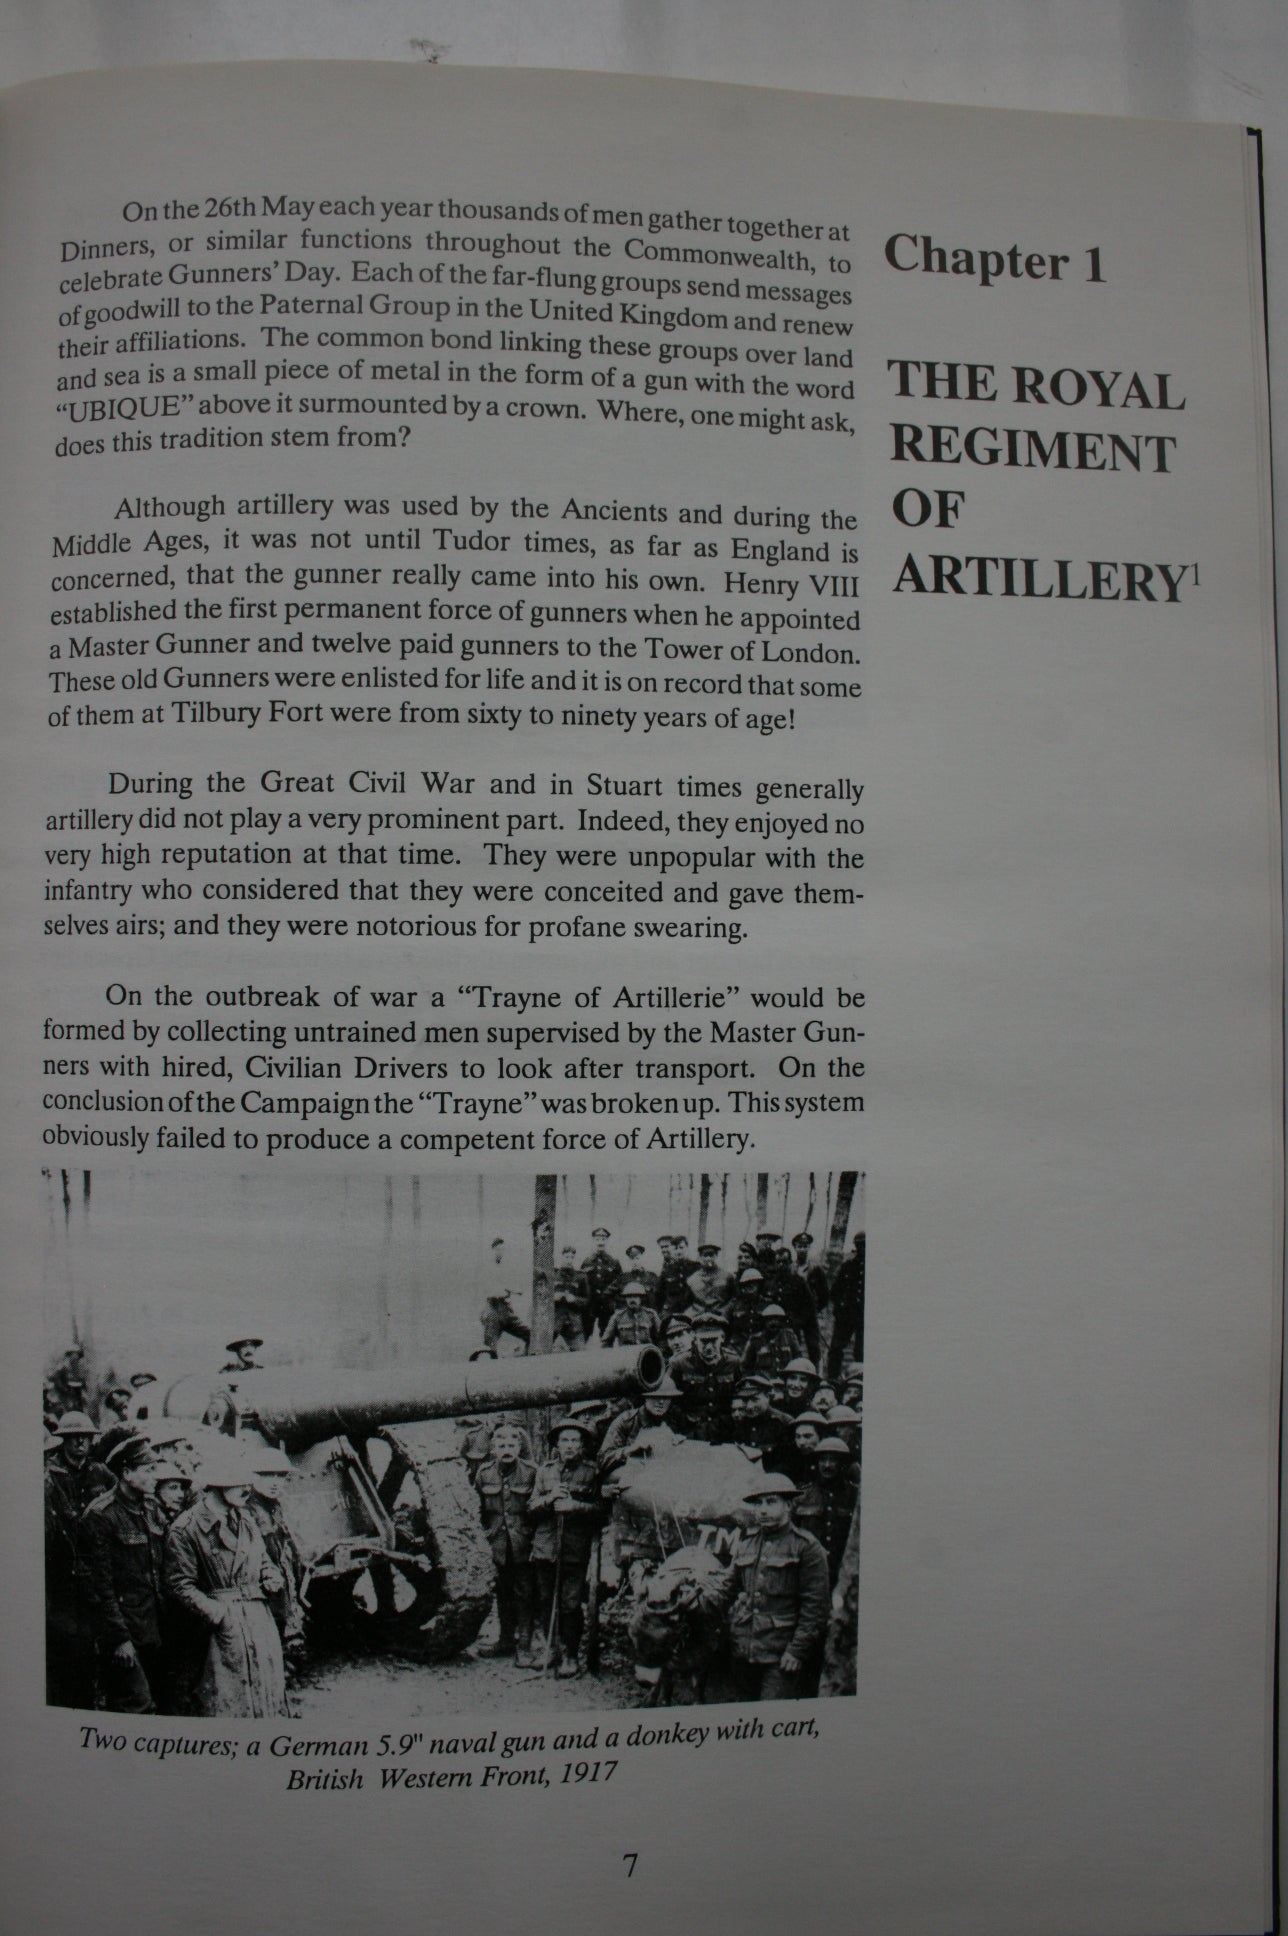 Chapter 1
THE ROYAL
REGIMENT
OF
ARTILLERY¹
On the 26th May each year thousands of men gather together at
Dinners, or similar functions throughout the Commonwealth, to
celebrate Gunners' Day. Each of the far-flung groups send messages
of goodwill to the Paternal Group in the United Kingdom and renew
their affiliations. The common bond linking these groups over land
and sea is a small piece of metal in the form of a gun with the word
“UBIQUE” above it surmounted by a crown. Where, one might ask,
does this tradition stem from?
Although artillery was used by the Ancients and during the
Middle Ages, it was not until Tudor times, as far as England is
concerned, that the gunner really came into his own. Henry VIII
established the first permanent force of gunners when he appointed
a Master Gunner and twelve paid gunners to the Tower of London.
These old Gunners were enlisted for life and it is on record that some
of them at Tilbury Fort were from sixty to ninety years of age!
During the Great Civil War and in Stuart times generally
artillery did not play a very prominent part. Indeed, they enjoyed no
very high reputation at that time. They were unpopular with the
infantry who considered that they were conceited and gave them-
selves airs; and they were notorious for profane swearing.
On the outbreak of war a “Trayne of Artillerie” would be
formed by collecting untrained men supervised by the Master Gun-
ners with hired, Civilian Drivers to look after transport. On the
conclusion of the Campaign the “Trayne” was broken up. This system
obviously failed to produce a competent force of Artillery.
TM
Two captures; a German 5.9" naval gun and a donkey with cart,
British Western Front, 1917
7